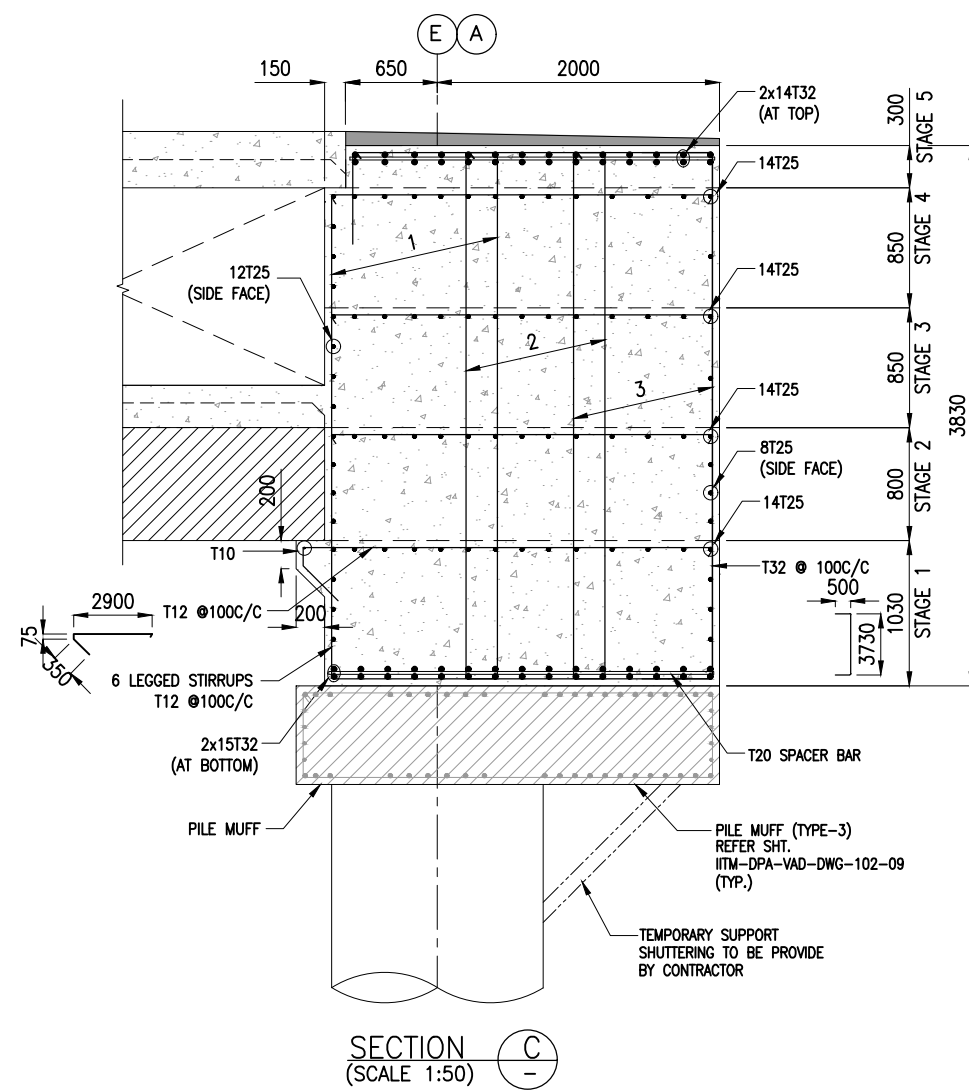 E A
150 650 2000
2x14T32
(AT TOP)
300
STAGE 5
14T25
850
STAGE 4
1
12T25
(SIDE FACE)
14T25
2
850
STAGE 3
3
14T25
3830
8T25
(SIDE FACE)
800
STAGE 2
200
14T25
T10
T32 @ 100C/C
T12 @100C/C
200
500
2900
75
350
3730
1030
STAGE 1
6 LEGGED STIRRUPS
T12 @100C/C
2x15T32
(AT BOTTOM)
T20 SPACER BAR
PILE MUFF
PILE MUFF (TYPE-3)
REFER SHT.
IITM-DPA-VAD-DWG-102-09
(TYP.)
TEMPORARY SUPPORT
SHUTTERING TO BE PROVIDE
BY CONTRACTOR
SECTION C
(SCALE 1:50) -